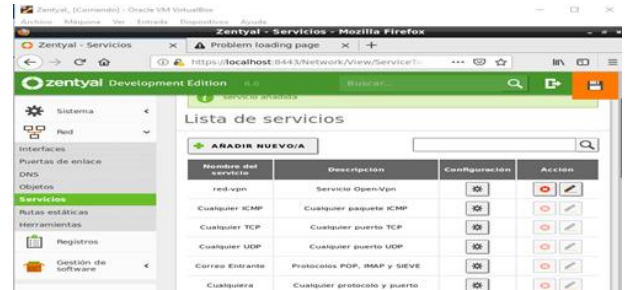 Zentyal, [Corriendo] - Oracle VM VirtualBox
Archivo Máquina Ver Entrada Dispositivos Ayuda
Zentyal - Servicios - Mozilla Firefox
Zentyal - Servicios × Problem loading page × +
https://localhost:8443/Network/View/ServiceT
zentyal Development Edition 6.0 Buscar...
servicio añadida
Sistema
Lista de servicios
Red
AÑADIR NUEVO/A
Interfaces
Puertas de enlace
DNS
Objetos
Servicios
Rutas estáticas
Herramientas
Registros
Gestión de software
Nombre del servicio Descripción Configuración Acción
red-vpn Servicio Open-Vpn
Cualquier ICMP Cualquier paquete ICMP
Cualquier TCP Cualquier puerto TCP
Cualquier UDP Cualquier puerto UDP
Correo Entrante Protocolos POP, IMAP y SIEVE
Cualquiera Cualquier protocolo y puerto